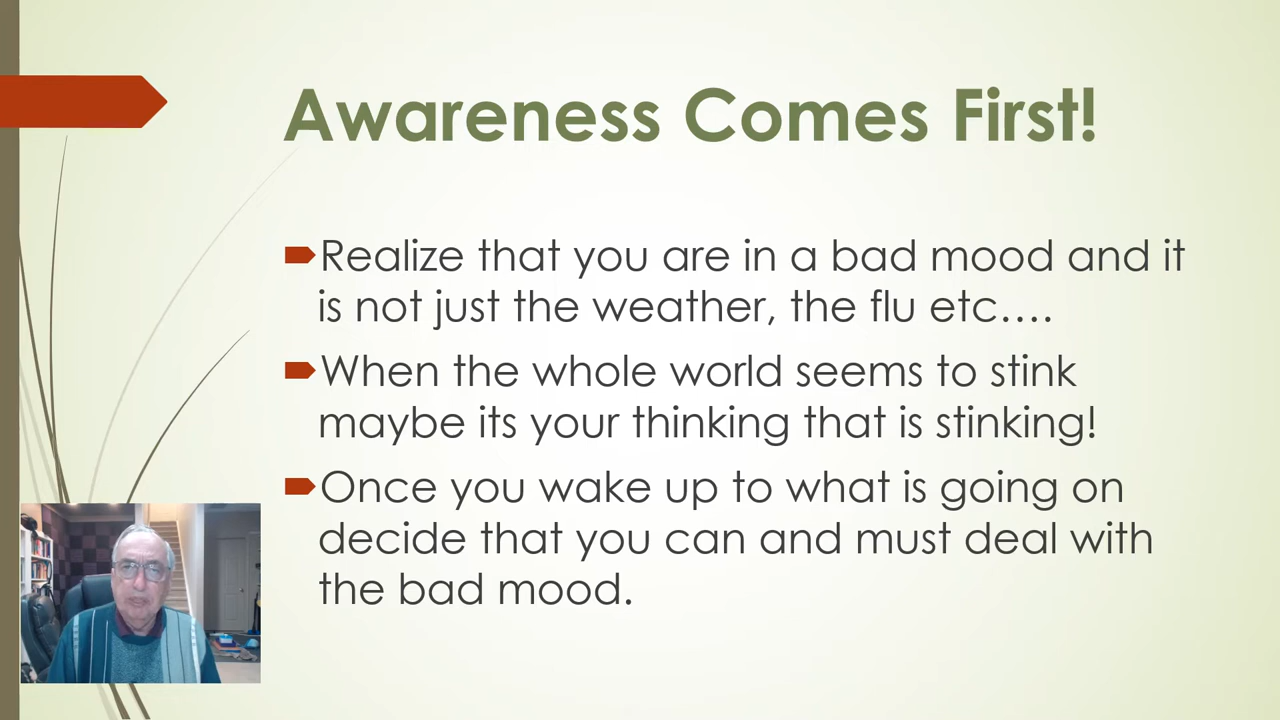 Awareness Comes First!
Realize that you are in a bad mood and it
is not just the weather, the flu etc....
When the whole world seems to stink
maybe its your thinking that is stinking!
Once you wake up to what is going on
decide that you can and must deal with
the bad mood.